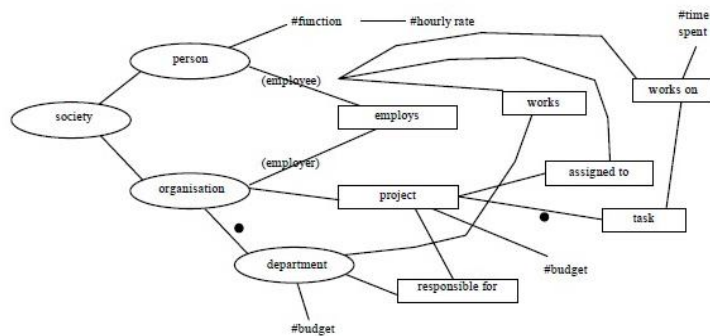 #function
#hourly rate
#time
spent
person
(employee)
works on
works
society
employs
(employer)
assigned to
organisation
project
task
department
#budget
responsible for
#budget